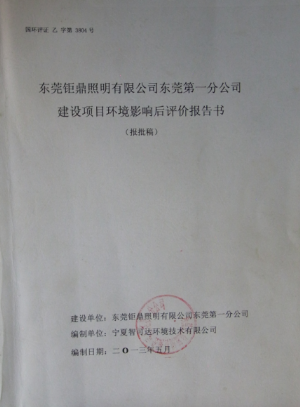 国环评证 乙 字第 3804 号
东莞钜鼎照明有限公司东莞第一分公司
建设项目环境影响后评价报告书
(报批稿)
建设单位：东莞钜鼎照明有限公司东莞第一分公司
编制单位：宁夏智 达环境技术有限公司
编制日期：二〇一三年五月